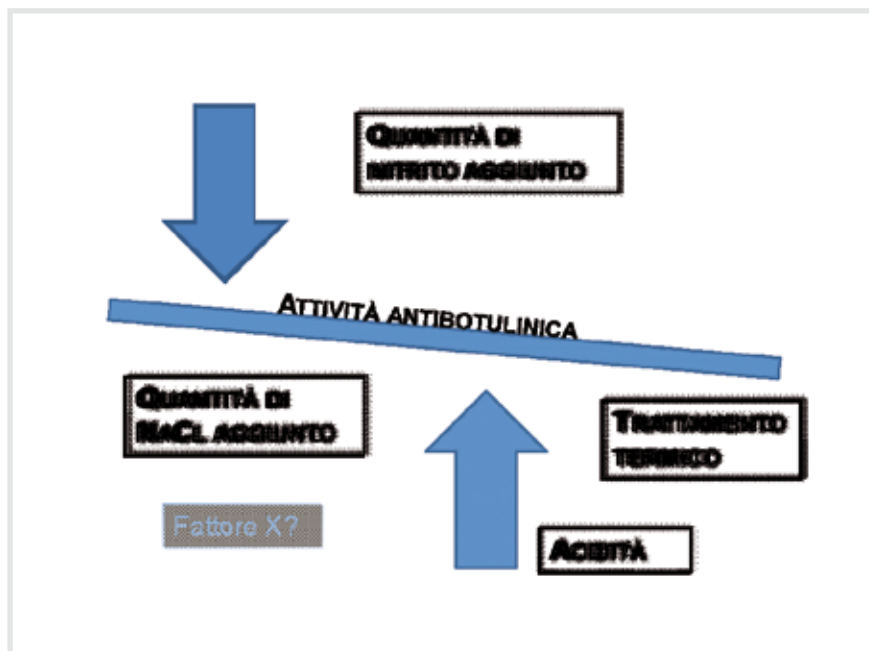 QUANTITÀ DI
NITRITO AGGIUNTO
ATTIVITÀ ANTIBOTULINICA
QUANTITÀ DI
NACL AGGIUNTO
TRATTAMENTO
TERMICO
Fattore X?
ACIDITÀ